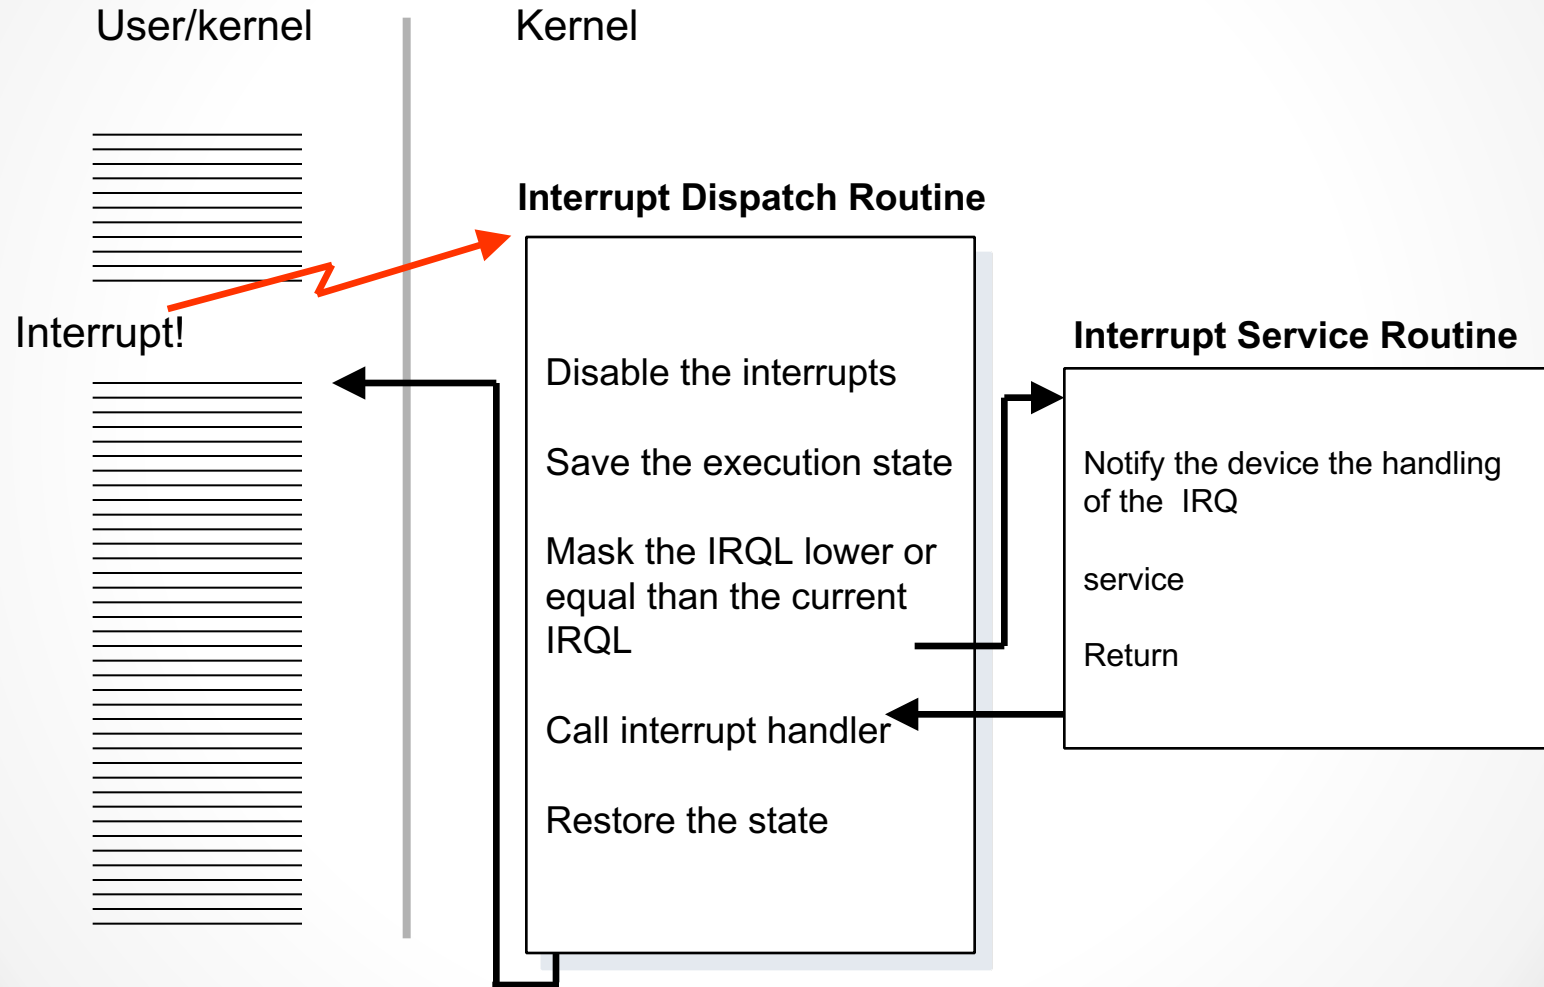 User/kernel
Kernel
Interrupt Dispatch Routine
Interrupt!
Disable the interrupts
Save the execution state
Mask the IRQL lower or
equal than the current
IRQL
Call interrupt handler
Restore the state
Interrupt Service Routine
Notify the device the handling
of the  IRQ
service
Return